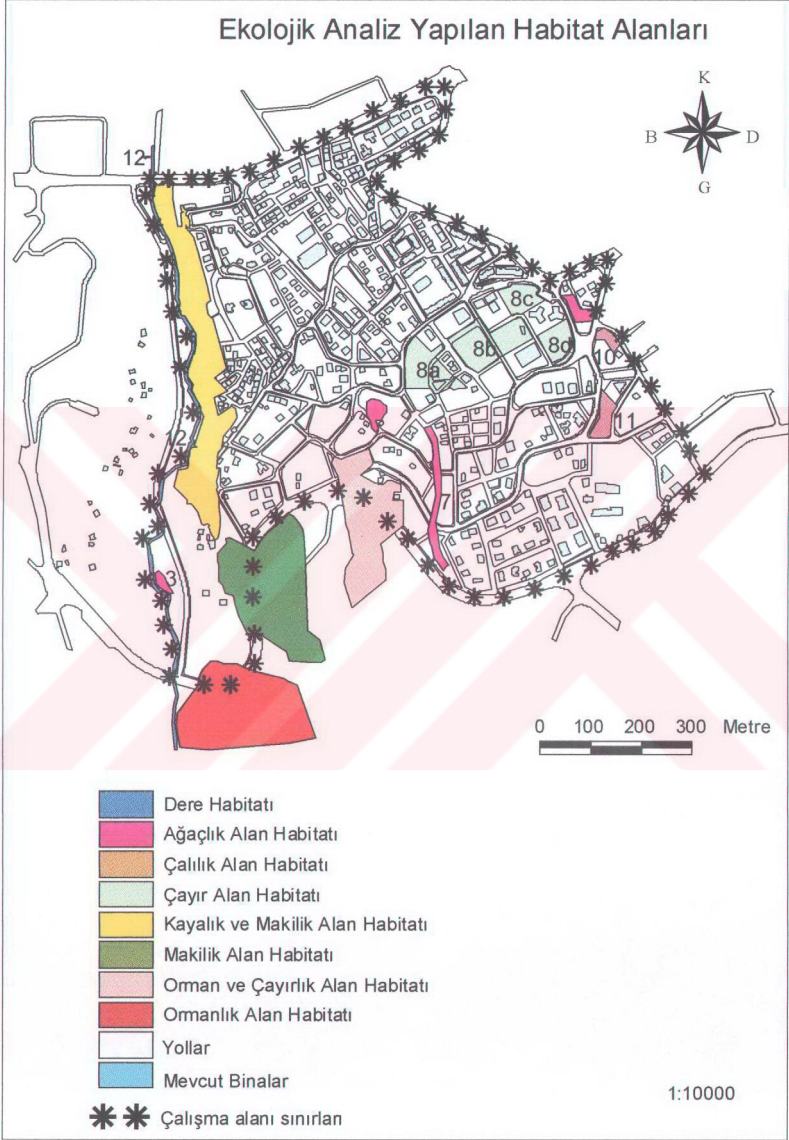 Ekolojik Analiz Yapılan Habitat Alanları
K
B D
G
12
8c
8b
8d
8a
10
11
12
7
3
0 100 200 300 Metre
Dere Habitatı
Ağaçlık Alan Habitatı
Çalılık Alan Habitatı
Çayır Alan Habitatı
Kayalık ve Makilik Alan Habitatı
Makilik Alan Habitatı
Orman ve Çayırlık Alan Habitatı
Ormanlık Alan Habitatı
Yollar
Mevcut Binalar
Çalışma alanı sınırları
1:10000